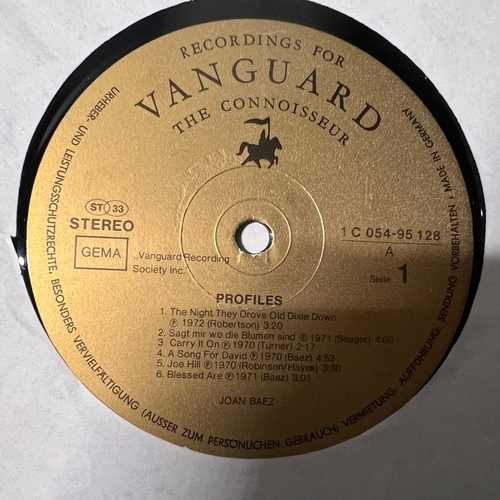 RECORDINGS FOR
VANGUARD
THE CONNOISSEUR
URHEBER- UND LEISTUNGSSCHUTZRECHTE, BESONDERS VERVIELFÄLTIGUNG (AUSSER ZUM PERSÖNLICHEN GEBRAUCH) VERMIETUNG, AUFFÜHRUNG, SENDUNG VORBEHALTEN! MADE IN GERMANY
ST 33
STEREO
GEMA
„Vanguard Recording
Society Inc."
1 C 054-95 128
A
Seite 1
PROFILES
1. The Night They Drove Old Dixie Down
℗ 1972 (Robertson) 3:20
2. Sagt mir wo die Blumen sind ℗ 1971 (Seeger) 4:00
3 Carry It On ℗ 1970 (Turner) 2:17
4. A Song For David ℗ 1970 (Baez) 4:53
5. Joe Hill ℗ 1970 (Robinson/Hayes)
6. Blessed Are ℗ 1971 (Baez) 3:01
JOAN BAEZ